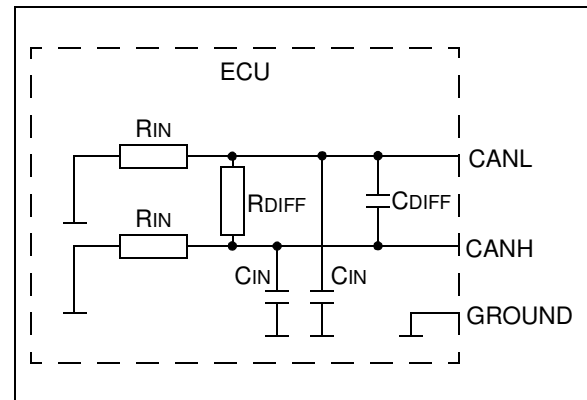 ECU
RIN
CANL
RDIFF
CDIFF
RIN
CANH
CIN
CIN
GROUND